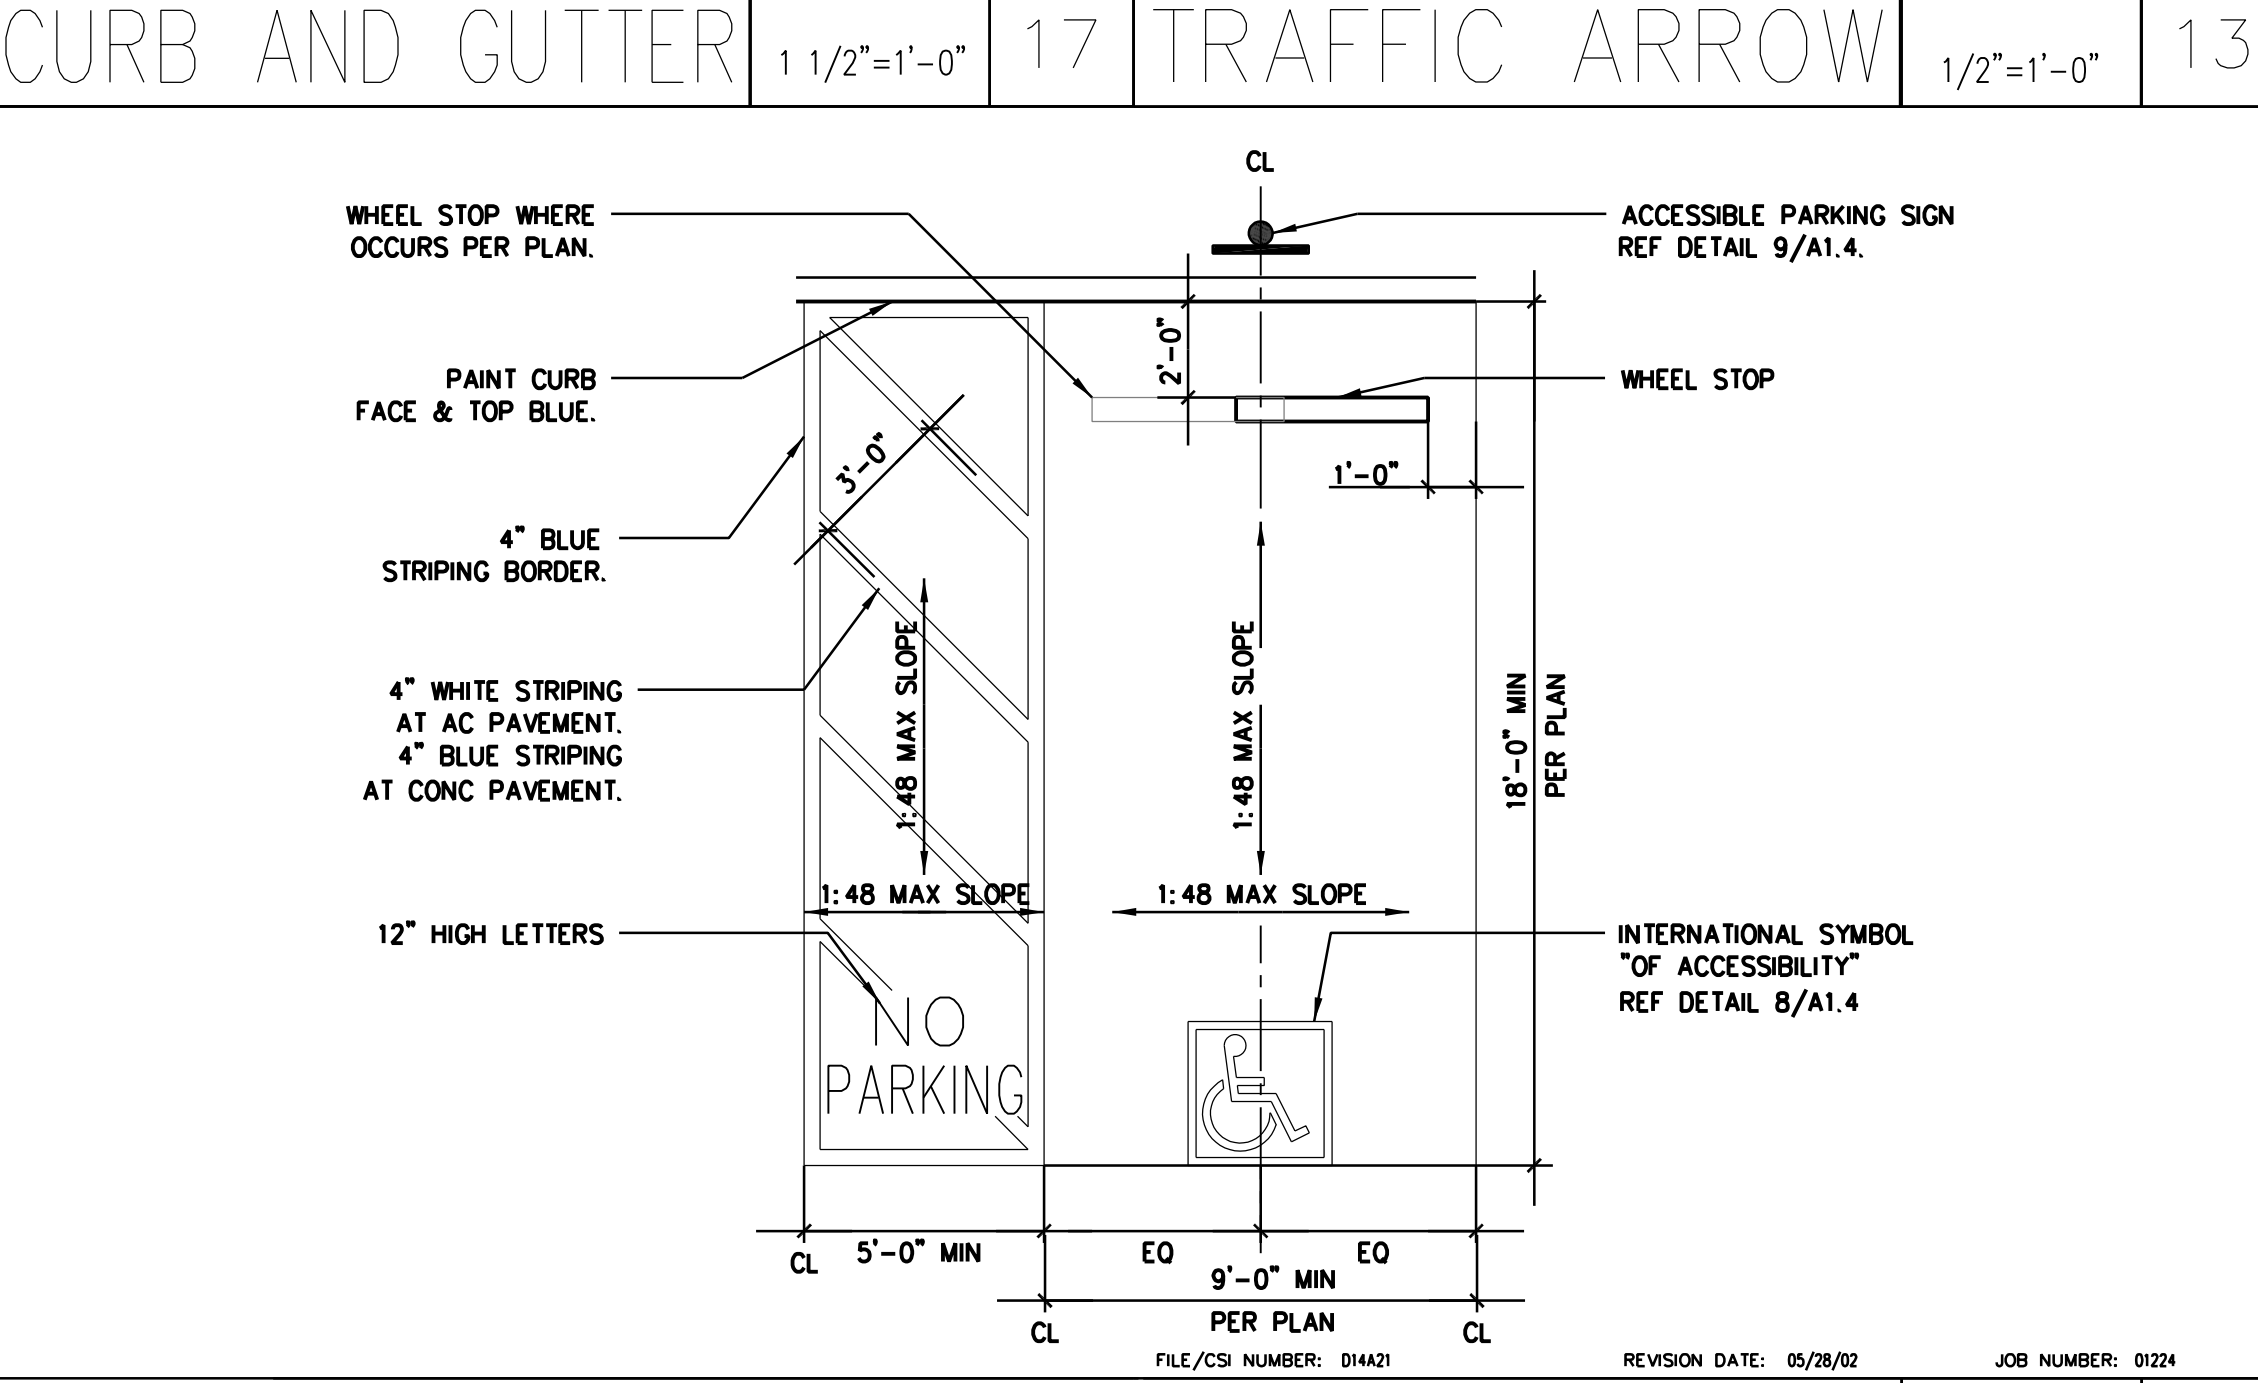 CURB AND GUTTER
1 1/2"=1'-0"
17
TRAFFIC ARROW
1/2"=1'-0"
13
CL
WHEEL STOP WHERE
OCCURS PER PLAN.
ACCESSIBLE PARKING SIGN
REF DETAIL 9/A1.4.
2'-0"
PAINT CURB
FACE & TOP BLUE.
WHEEL STOP
3'-0"
1'-0"
4" BLUE
STRIPING BORDER.
4" WHITE STRIPING
AT AC PAVEMENT.
4" BLUE STRIPING
AT CONC PAVEMENT.
1:48 MAX SLOPE
1:48 MAX SLOPE
18'-0" MIN
PER PLAN
1:48 MAX SLOPE
1:48 MAX SLOPE
12" HIGH LETTERS
INTERNATIONAL SYMBOL
"OF ACCESSIBILITY"
REF DETAIL 8/A1.4
NO
PARKING
5'-0" MIN
EQ
EQ
CL
9'-0" MIN
PER PLAN
CL
CL
FILE/CSI NUMBER: D14A21
REVISION DATE: 05/28/02
JOB NUMBER: 01224